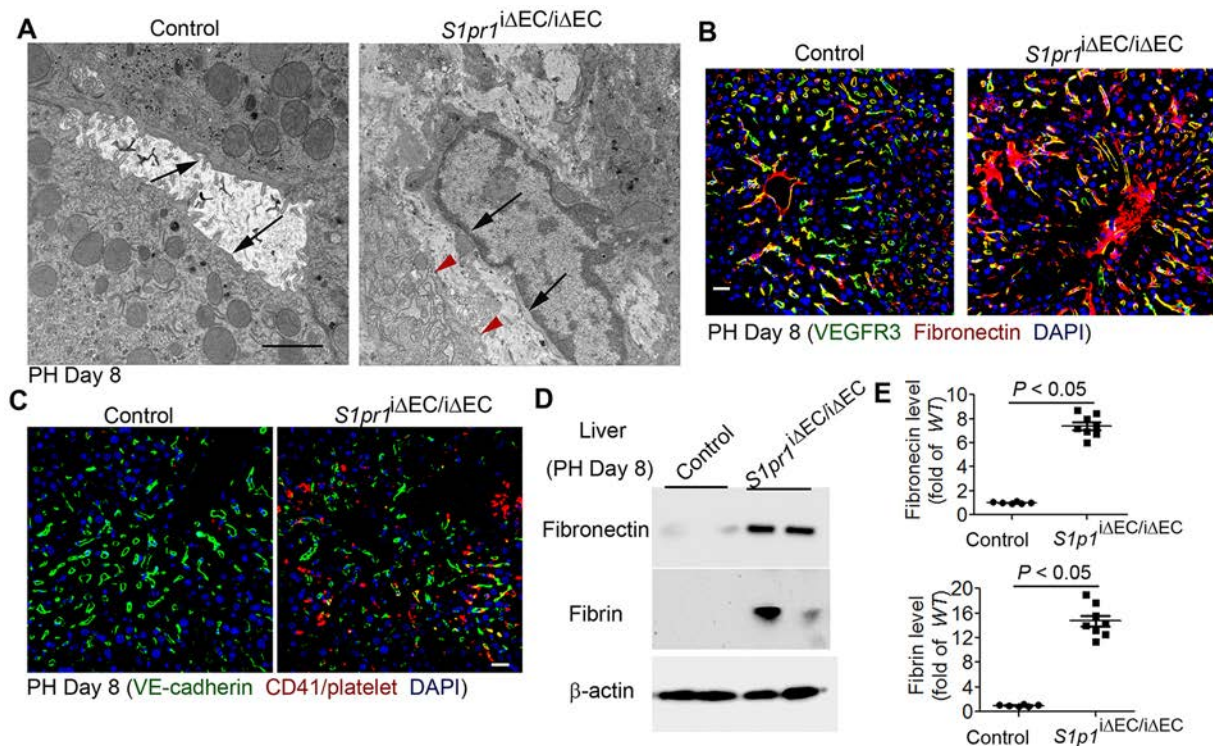 A
Control
S1pr1iΔEC/iΔEC
PH Day 8
B
Control
S1pr1iΔEC/iΔEC
PH Day 8 (VEGFR3 Fibronectin DAPI)
C
Control
S1pr1iΔEC/iΔEC
PH Day 8 (VE-cadherin CD41/platelet DAPI)
D
Liver
(PH Day 8)
Control
S1pr1iΔEC/iΔEC
Fibronectin
Fibrin
β-actin
E
P < 0.05
Fibronecin level
(fold of WT)
10
8
6
4
2
0
Control
S1p1iΔEC/iΔEC
P < 0.05
Fibrin level
(fold of WT)
20
16
12
8
4
0
Control
S1p1iΔEC/iΔEC